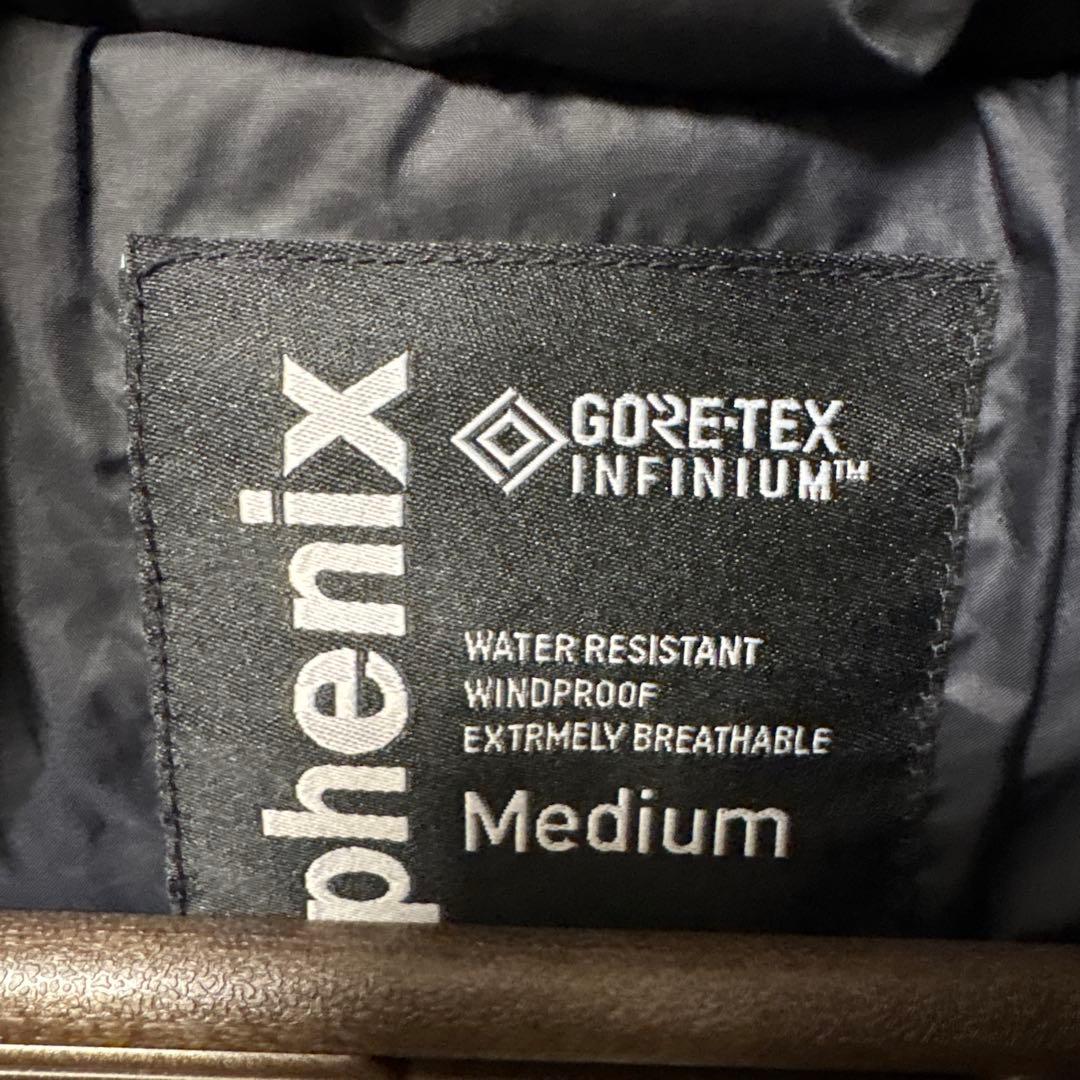 phenix
GORE-TEX
INFINIUM™
WATER RESISTANT
WINDPROOF
EXTRMELY BREATHABLE
Medium